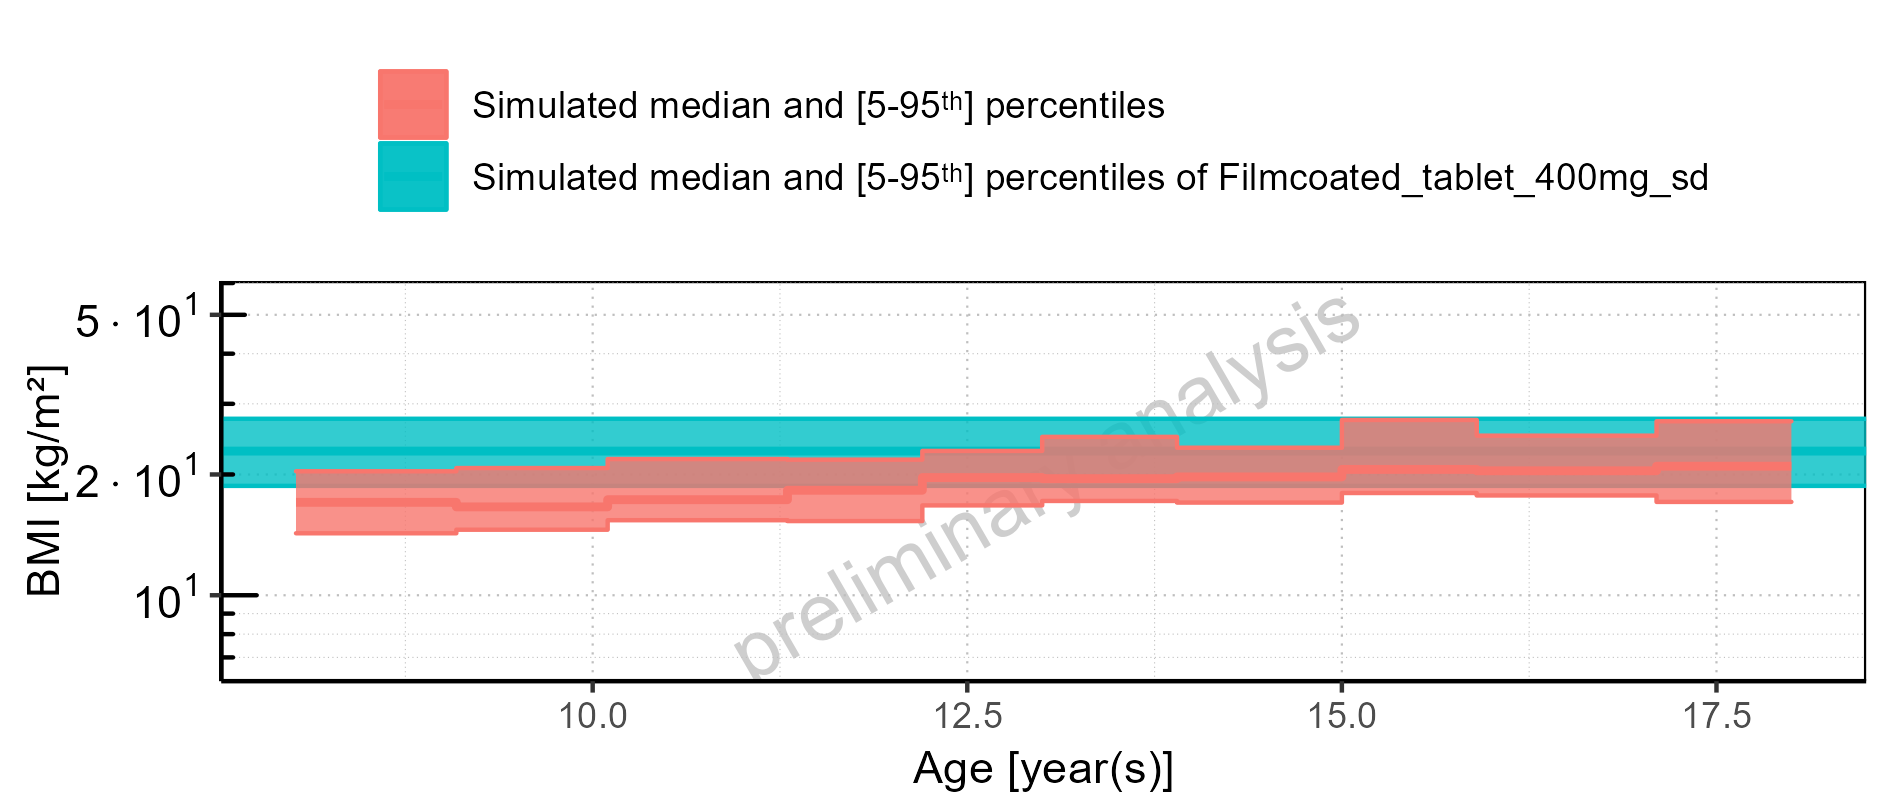 Simulated median and [5-95ᵗʰ] percentiles
Simulated median and [5-95ᵗʰ] percentiles of Filmcoated_tablet_400mg_sd
5 · 10¹
2 · 10¹
10¹
BMI [kg/m²]
preliminary analysis
10.0 12.5 15.0 17.5
Age [year(s)]